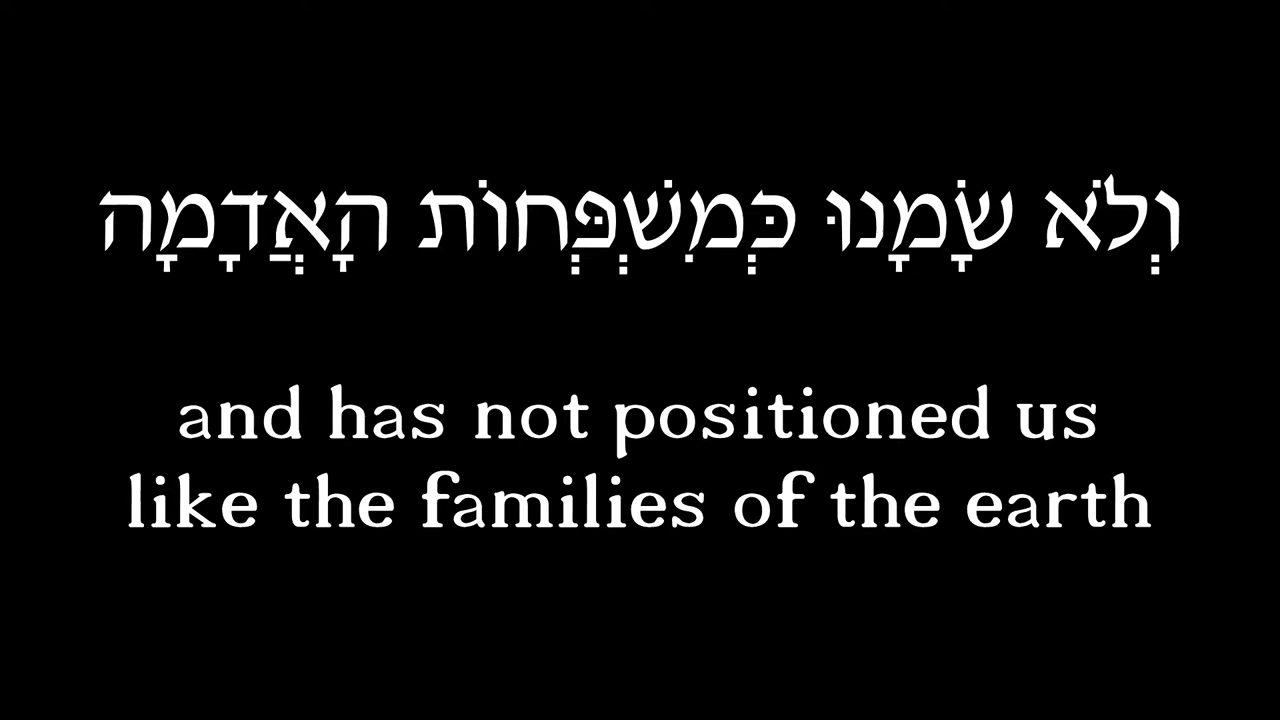 וְלֹא שָׂמָנוּ כְּמִשְׁפְּחוֹת הָאֲדָמָה
and has not positioned us
like the families of the earth